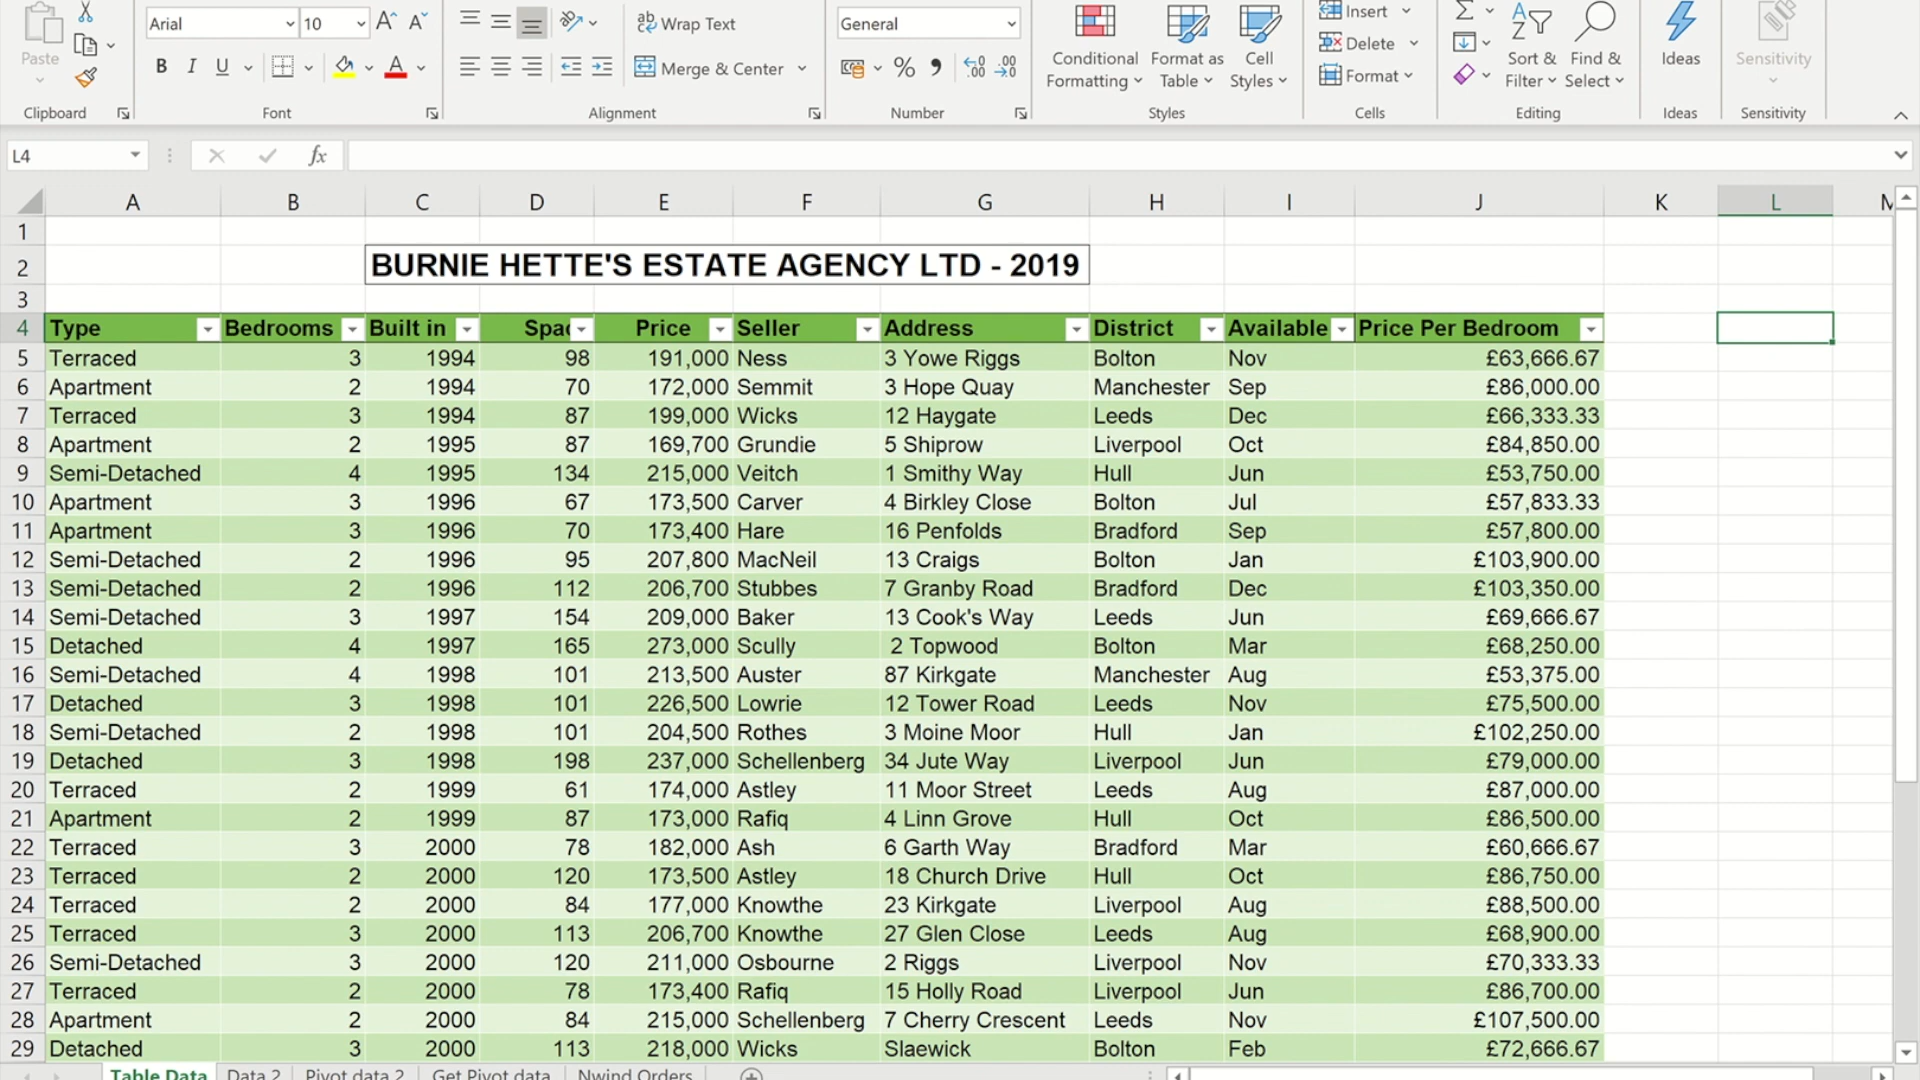 Arial 10 A^ A˅ ab Wrap Text General Insert Σ A Z
Paste B I U A Merge & Center % , ←0 .00 .00 →0 Conditional Formatting Format as Table Cell Styles Delete Format Sort & Filter Find & Select Ideas Sensitivity
Clipboard Font Alignment Number Styles Cells Editing Ideas Sensitivity
L4 fx
A B C D E F G H I J K L
1
2 BURNIE HETTE'S ESTATE AGENCY LTD - 2019
3
4 Type Bedrooms Built in Spac Price Seller Address District Available Price Per Bedroom
5 Terraced 3 1994 98 191,000 Ness 3 Yowe Riggs Bolton Nov £63,666.67
6 Apartment 2 1994 70 172,000 Semmit 3 Hope Quay Manchester Sep £86,000.00
7 Terraced 3 1994 87 199,000 Wicks 12 Haygate Leeds Dec £66,333.33
8 Apartment 2 1995 87 169,700 Grundie 5 Shiprow Liverpool Oct £84,850.00
9 Semi-Detached 4 1995 134 215,000 Veitch 1 Smithy Way Hull Jun £53,750.00
10 Apartment 3 1996 67 173,500 Carver 4 Birkley Close Bolton Jul £57,833.33
11 Apartment 3 1996 70 173,400 Hare 16 Penfolds Bradford Sep £57,800.00
12 Semi-Detached 2 1996 95 207,800 MacNeil 13 Craigs Bolton Jan £103,900.00
13 Semi-Detached 2 1996 112 206,700 Stubbes 7 Granby Road Bradford Dec £103,350.00
14 Semi-Detached 3 1997 154 209,000 Baker 13 Cook's Way Leeds Jun £69,666.67
15 Detached 4 1997 165 273,000 Scully 2 Topwood Bolton Mar £68,250.00
16 Semi-Detached 4 1998 101 213,500 Auster 87 Kirkgate Manchester Aug £53,375.00
17 Detached 3 1998 101 226,500 Lowrie 12 Tower Road Leeds Nov £75,500.00
18 Semi-Detached 2 1998 101 204,500 Rothes 3 Moine Moor Hull Jan £102,250.00
19 Detached 3 1998 198 237,000 Schellenberg 34 Jute Way Liverpool Jun £79,000.00
20 Terraced 2 1999 61 174,000 Astley 11 Moor Street Leeds Aug £87,000.00
21 Apartment 2 1999 87 173,000 Rafiq 4 Linn Grove Hull Oct £86,500.00
22 Terraced 3 2000 78 182,000 Ash 6 Garth Way Bradford Mar £60,666.67
23 Terraced 2 2000 120 173,500 Astley 18 Church Drive Hull Oct £86,750.00
24 Terraced 2 2000 84 177,000 Knowthe 23 Kirkgate Liverpool Aug £88,500.00
25 Terraced 3 2000 113 206,700 Knowthe 27 Glen Close Leeds Aug £68,900.00
26 Semi-Detached 3 2000 120 211,000 Osbourne 2 Riggs Liverpool Nov £70,333.33
27 Terraced 2 2000 78 173,400 Rafiq 15 Holly Road Liverpool Jun £86,700.00
28 Apartment 2 2000 84 215,000 Schellenberg 7 Cherry Crescent Leeds Nov £107,500.00
29 Detached 3 2000 113 218,000 Wicks Slaewick Bolton Feb £72,666.67
Table Data Data 2 Pivot data 2 Get Pivot data Nwind Orders